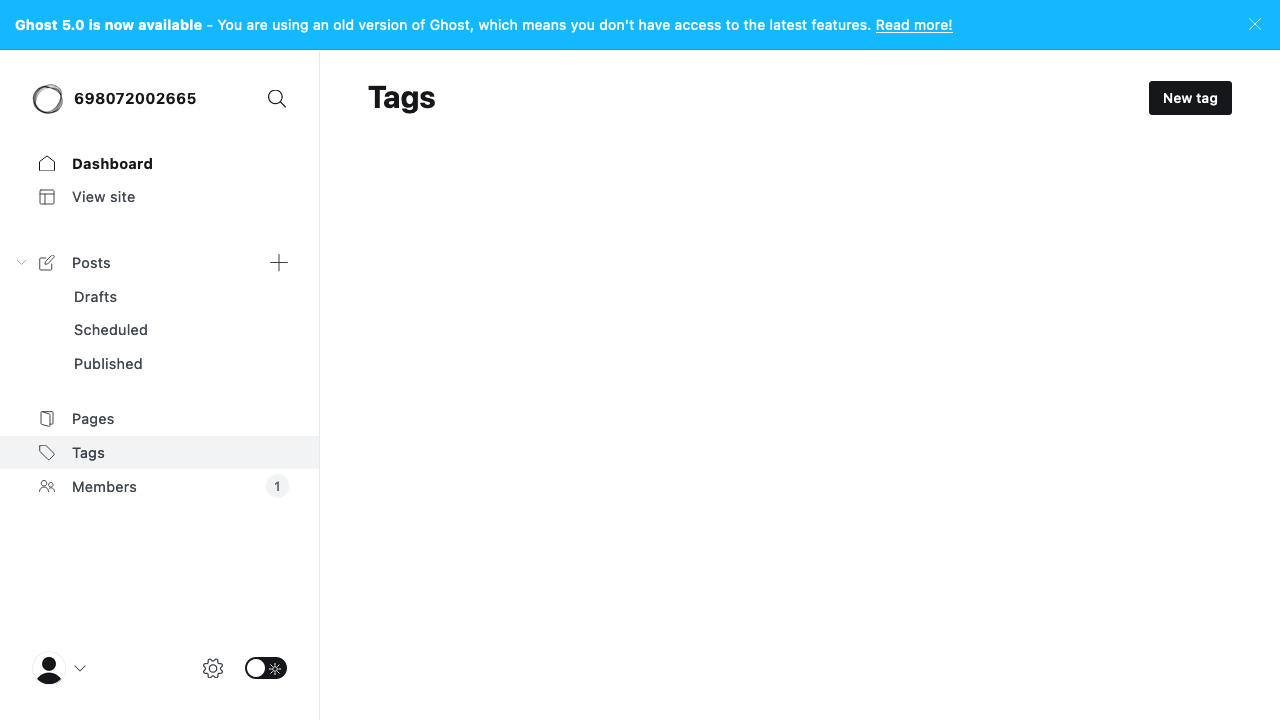 Ghost 5.0 is now available - You are using an old version of Ghost, which means you don't have access to the latest features. Read more!
698072002665
Tags
New tag
Dashboard
View site
Posts
Drafts
Scheduled
Published
Pages
Tags
Members 1